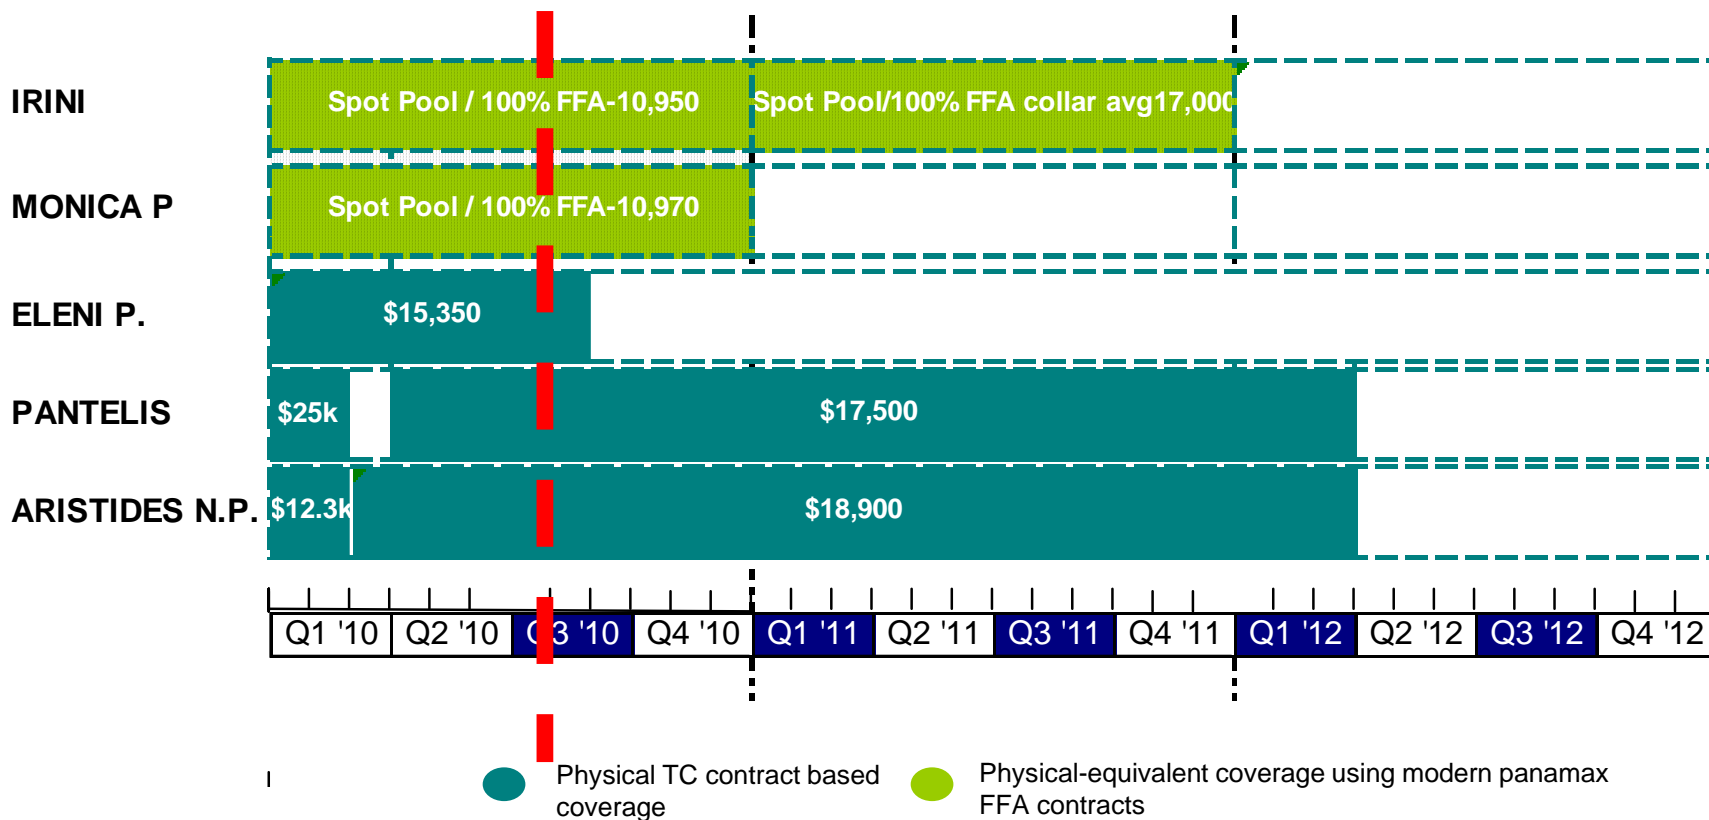 IRINI
Spot Pool / 100% FFA-10,950
Spot Pool/100% FFA collar avg17,000
MONICA P
Spot Pool / 100% FFA-10,970
ELENI P.
$15,350
PANTELIS
$25k
$17,500
ARISTIDES N.P.
$12.3k
$18,900
Q1 '10
Q2 '10
Q3 '10
Q4 '10
Q1 '11
Q2 '11
Q3 '11
Q4 '11
Q1 '12
Q2 '12
Q3 '12
Q4 '12
Physical TC contract based
coverage
Physical-equivalent coverage using modern panamax
FFA contracts